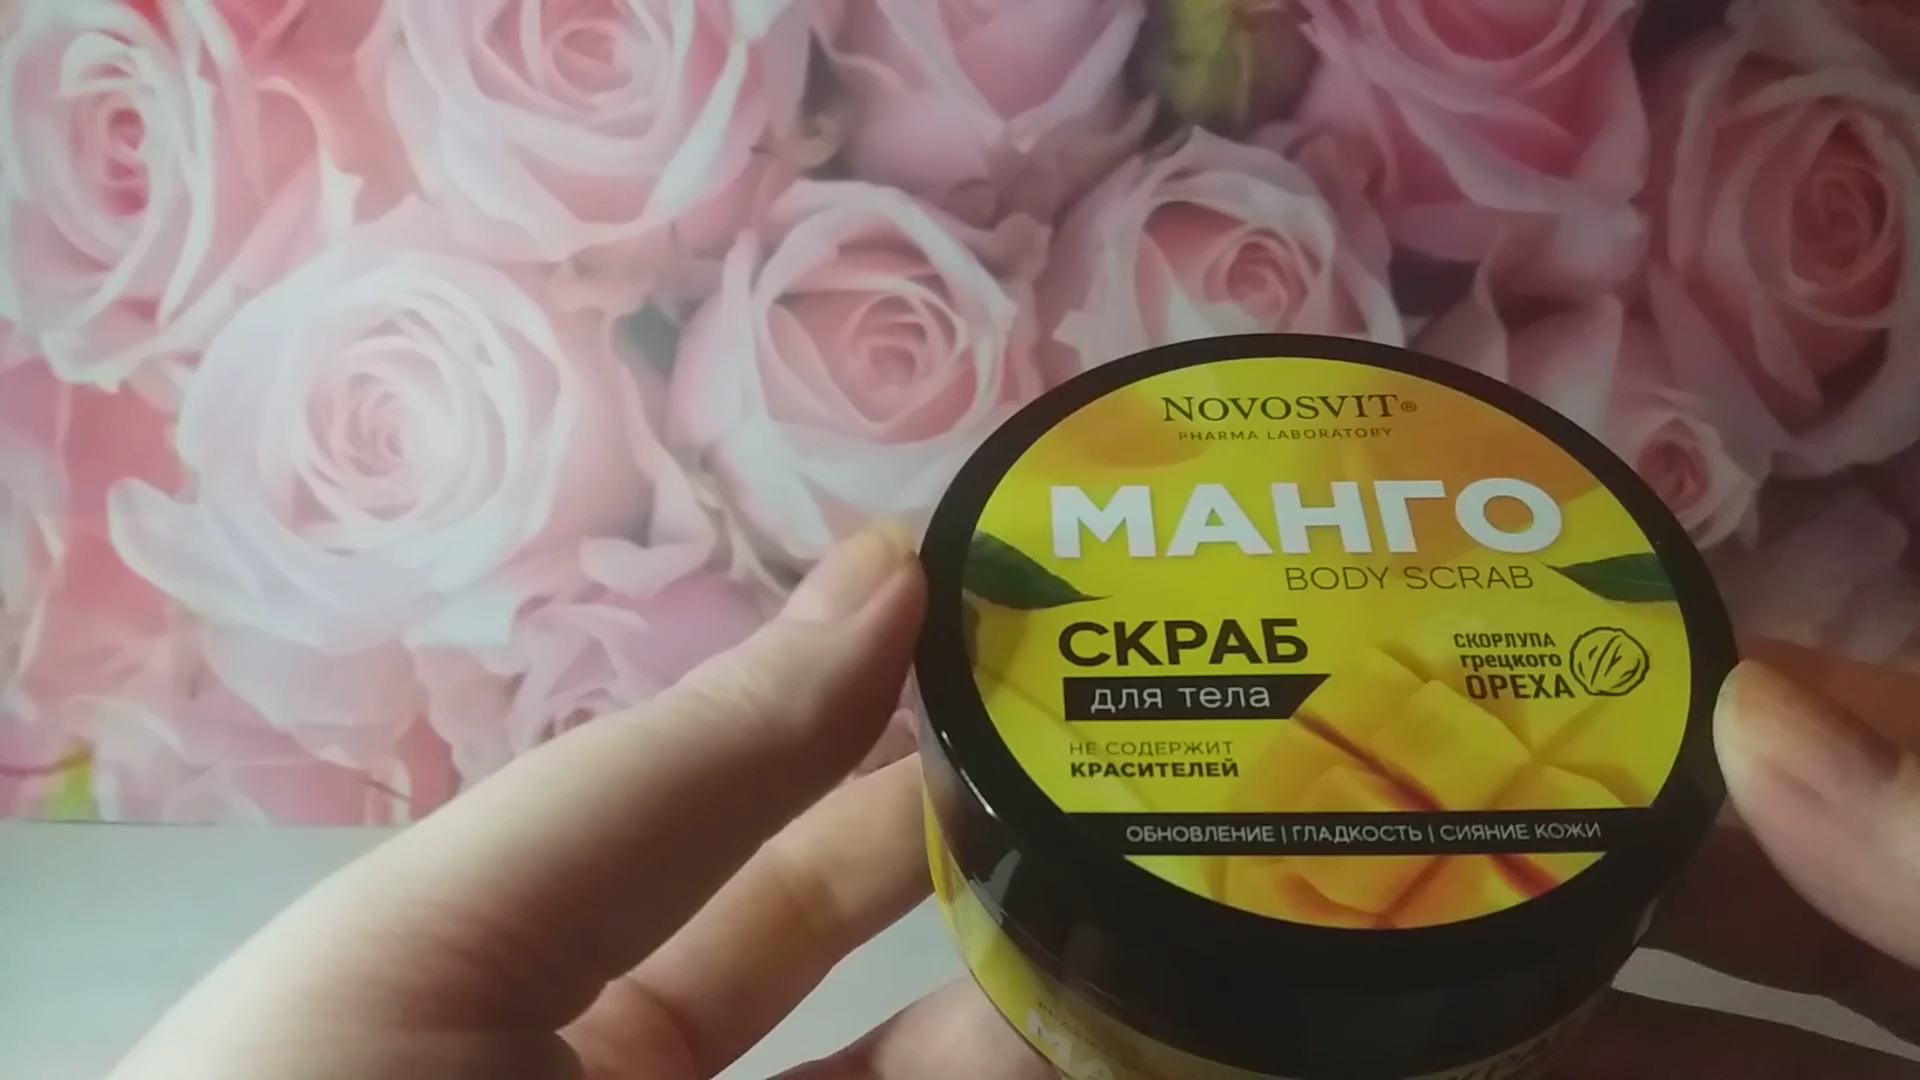 NOVOSVIT®
PHARMA LABORATORY
МАНГО
BODY SCRAB
СКРАБ
для тела
СКОРЛУПА
грецкого
ОРЕХА
НЕ СОДЕРЖИТ
КРАСИТЕЛЕЙ
ОБНОВЛЕНИЕ | ГЛАДКОСТЬ | СИЯНИЕ КОЖИ